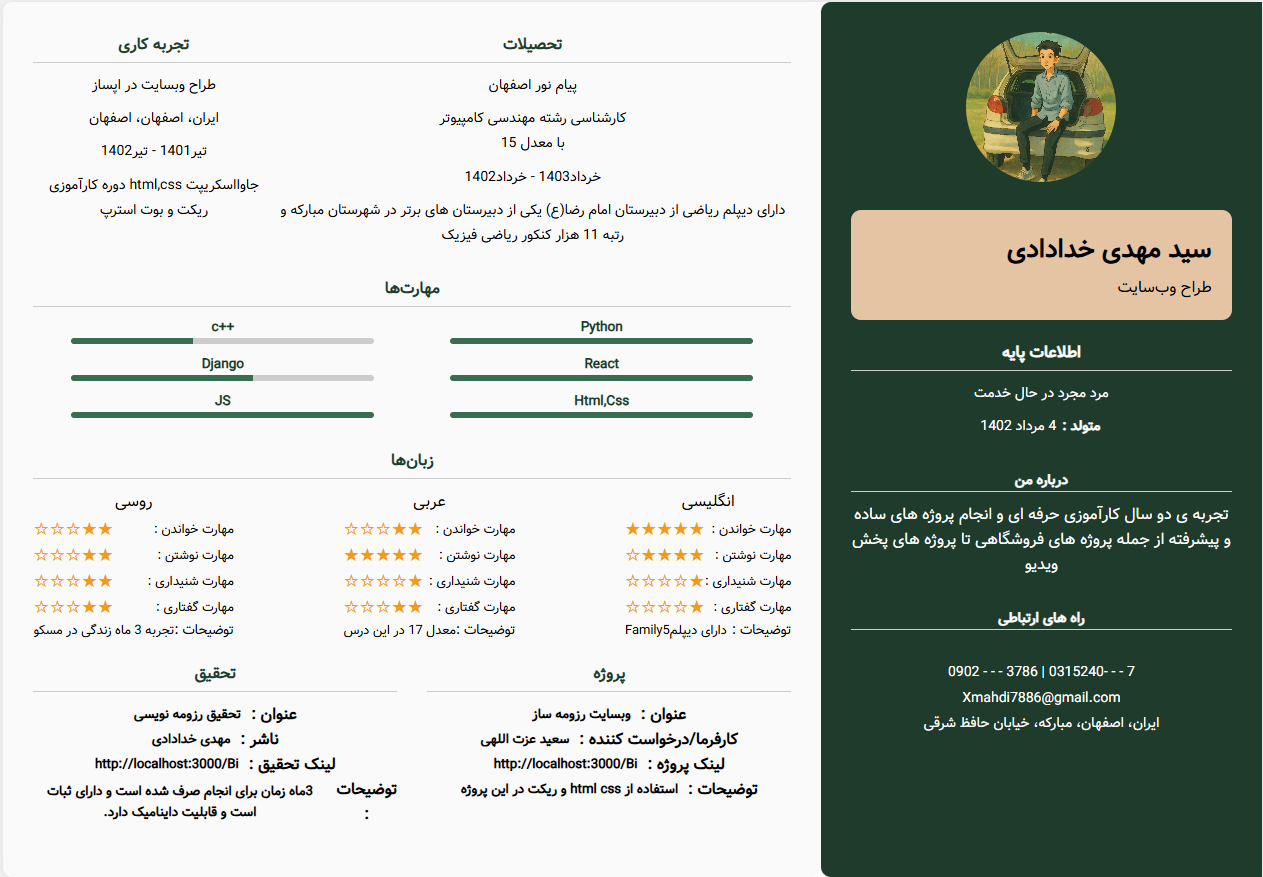 سید مهدی خدادادی
طراح وب‌سایت
اطلاعات پایه
مرد مجرد در حال خدمت
متولد : 4 مرداد 1402
درباره من
تجربه ی دو سال کارآموزی حرفه ای و انجام پروژه های ساده
و پیشرفته از جمله پروژه های فروشگاهی تا پروژه های پخش
ویدیو
راه های ارتباطی
0902 - - - 3786 | 0315240- - - 7
Xmahdi7886@gmail.com
ایران، اصفهان، مبارکه، خیابان حافظ شرقی
تحصیلات
پیام نور اصفهان
کارشناسی رشته مهندسی کامپیوتر
با معدل 15
خرداد1403 - خرداد1402
دارای دیپلم ریاضی از دبیرستان امام رضا(ع) یکی از دبیرستان های برتر در شهرستان مبارکه و
رتبه 11 هزار کنکور ریاضی فیزیک
تجربه کاری
طراح وبسایت در اپساز
ایران، اصفهان، اصفهان
تیر1401 - تیر1402
جاوااسکریپت html,css دوره کارآموزی
ریکت و بوت استرپ
مهارت‌ها
Python
c++
React
Django
Html,Css
JS
زبان‌ها
انگلیسی
مهارت خواندن : ★★★★★
مهارت نوشتن : ★★★★☆
مهارت شنیداری : ★☆☆☆☆
مهارت گفتاری : ★☆☆☆☆
توضیحات : دارای دیپلمFamily5
عربی
مهارت خواندن : ★★☆☆☆
مهارت نوشتن : ★★★★★
مهارت شنیداری : ★☆☆☆☆
مهارت گفتاری : ★★☆☆☆
توضیحات :معدل 17 در این درس
روسی
مهارت خواندن : ★★☆☆☆
مهارت نوشتن : ★★☆☆☆
مهارت شنیداری : ★★☆☆☆
مهارت گفتاری : ★★☆☆☆
توضیحات :تجربه 3 ماه زندگی در مسکو
پروژه
عنوان : وبسایت رزومه ساز
کارفرما/درخواست کننده : سعید عزت اللهی
لینک پروژه : http://localhost:3000/Bi
توضیحات : استفاده از html css و ریکت در این پروژه
تحقیق
عنوان : تحقیق رزومه نویسی
ناشر : مهدی خدادادی
لینک تحقیق : http://localhost:3000/Bi
توضیحات : 3ماه زمان برای انجام صرف شده است و دارای ثبات
است و قابلیت داینامیک دارد.